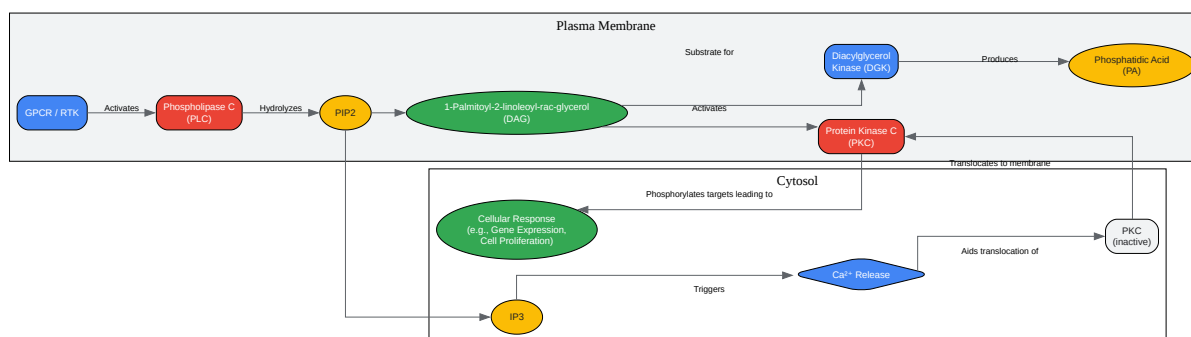 Plasma Membrane
Substrate for
Diacylglycerol
Kinase (DGK)
Produces
Phosphatidic Acid
(PA)
GPCR / RTK
Activates
Phospholipase C
(PLC)
Hydrolyzes
PIP2
1-Palmitoyl-2-linoleoyl-rac-glycerol
(DAG)
Activates
Protein Kinase C
(PKC)
Translocates to membrane
Cytosol
Phosphorylates targets leading to
Cellular Response
(e.g., Gene Expression,
Cell Proliferation)
PKC
(inactive)
Aids translocation of
Ca²⁺ Release
Triggers
IP3